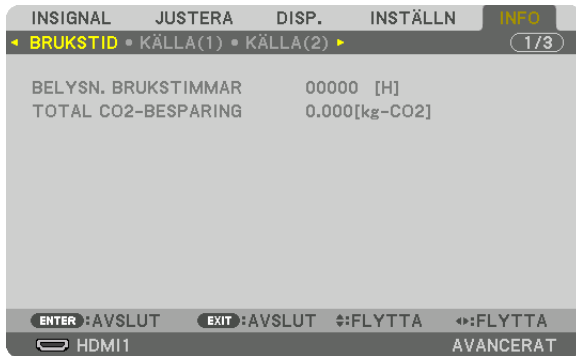 INSIGNAL JUSTERA DISP. INSTÄLLN INFO
BRUKSTID • KÄLLA(1) • KÄLLA(2) 1/3
BELYSN. BRUKSTIMMAR 00000 [H]
TOTAL CO2-BESPARING 0.000[kg-CO2]
ENTER :AVSLUT EXIT :AVSLUT :FLYTTA :FLYTTA
HDMI1 AVANCERAT